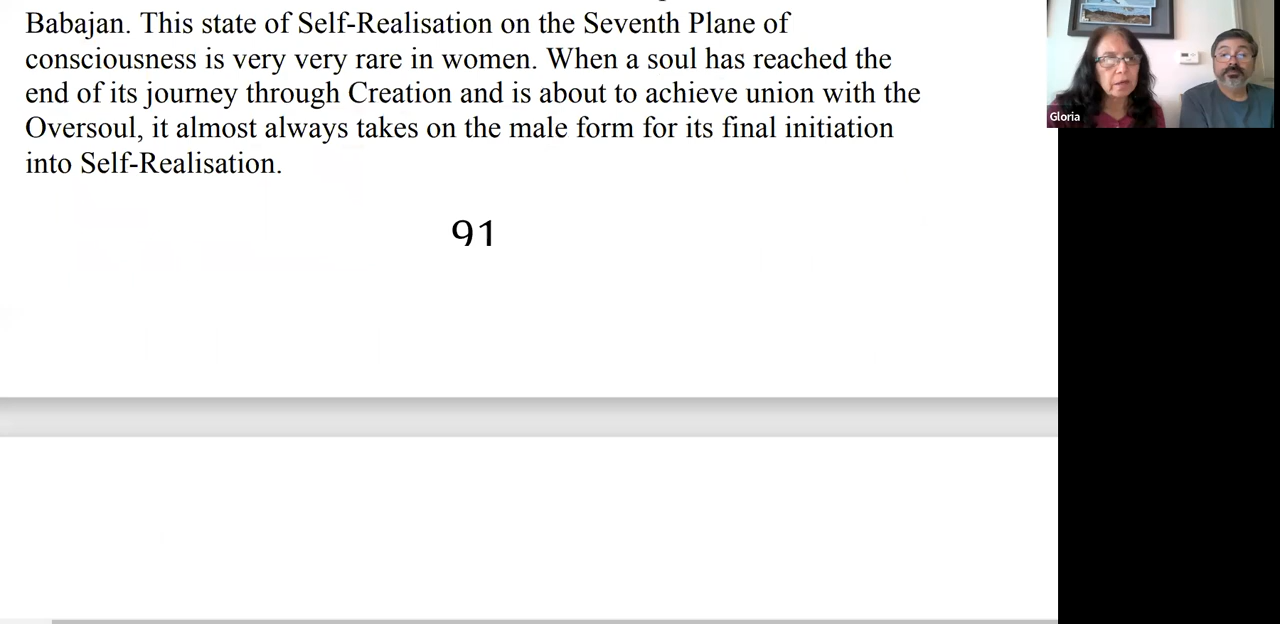 Babajan. This state of Self-Realisation on the Seventh Plane of
consciousness is very very rare in women. When a soul has reached the
end of its journey through Creation and is about to achieve union with the
Oversoul, it almost always takes on the male form for its final initiation
into Self-Realisation.
91
Gloria